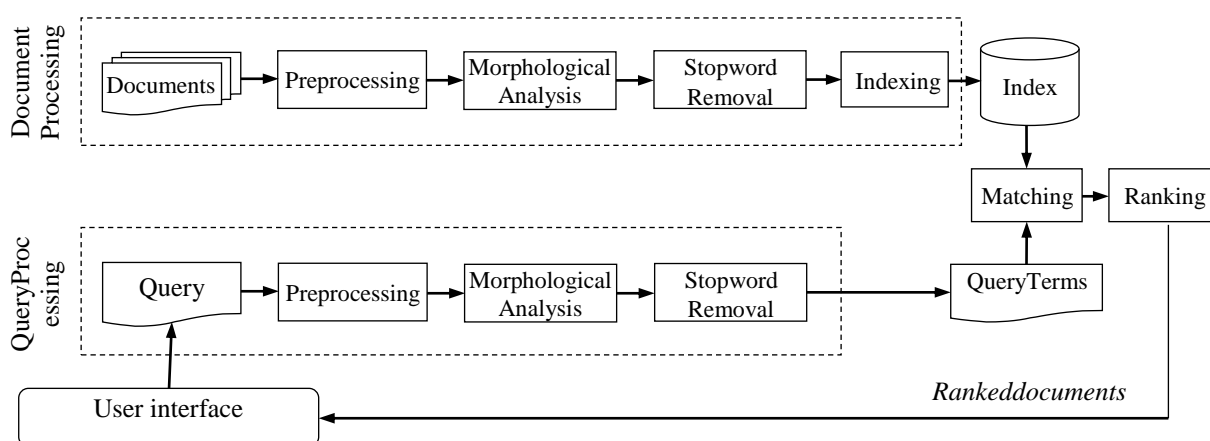 Document
Processing
Documents
Preprocessing
Morphological
Analysis
Stopword
Removal
Indexing
Index
Matching
Ranking
QueryProc
essing
Query
Preprocessing
Morphological
Analysis
Stopword
Removal
QueryTerms
User interface
Rankeddocuments